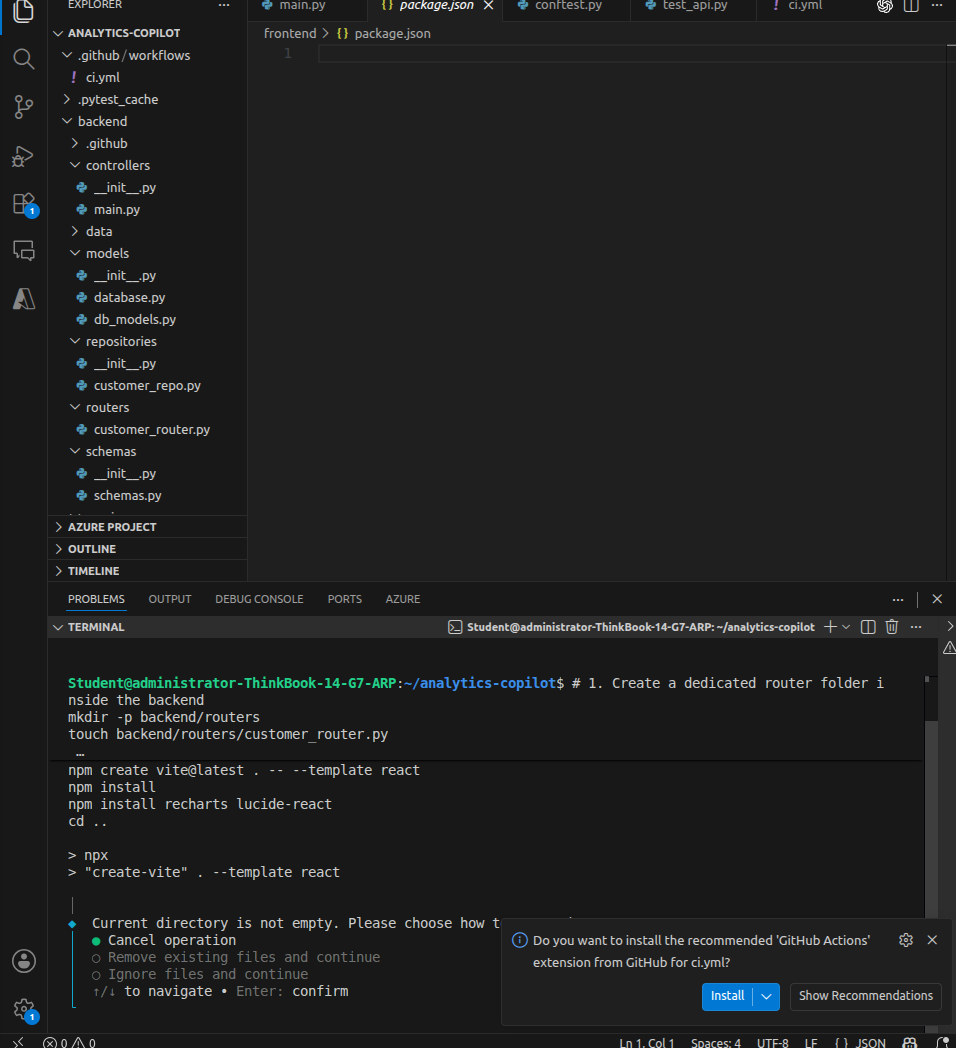 EXPLORER
···
main.py
{ } package.json
conftest.py
test_api.py
! ci.yml
···
ANALYTICS-COPILOT
.github / workflows
! ci.yml
.pytest_cache
backend
.github
controllers
__init__.py
main.py
data
models
__init__.py
database.py
db_models.py
repositories
__init__.py
customer_repo.py
routers
customer_router.py
schemas
__init__.py
schemas.py
AZURE PROJECT
OUTLINE
TIMELINE
1
1
frontend > { } package.json
1
PROBLEMS OUTPUT DEBUG CONSOLE PORTS AZURE ···
TERMINAL
Student@administrator-ThinkBook-14-G7-ARP: ~/analytics-copilot ···
Student@administrator-ThinkBook-14-G7-ARP:~/analytics-copilot$ # 1. Create a dedicated router folder i
nside the backend
mkdir -p backend/routers
touch backend/routers/customer_router.py
…
npm create vite@latest . -- --template react
npm install
npm install recharts lucide-react
cd ..
> npx
> "create-vite" . --template react
Current directory is not empty. Please choose how
● Cancel operation
○ Remove existing files and continue
○ Ignore files and continue
↑/↓ to navigate • Enter: confirm
Do you want to install the recommended 'GitHub Actions'
extension from GitHub for ci.yml?
Install
Show Recommendations
0 0
Ln 1, Col 1 Spaces: 4 UTF-8 LF { } JSON